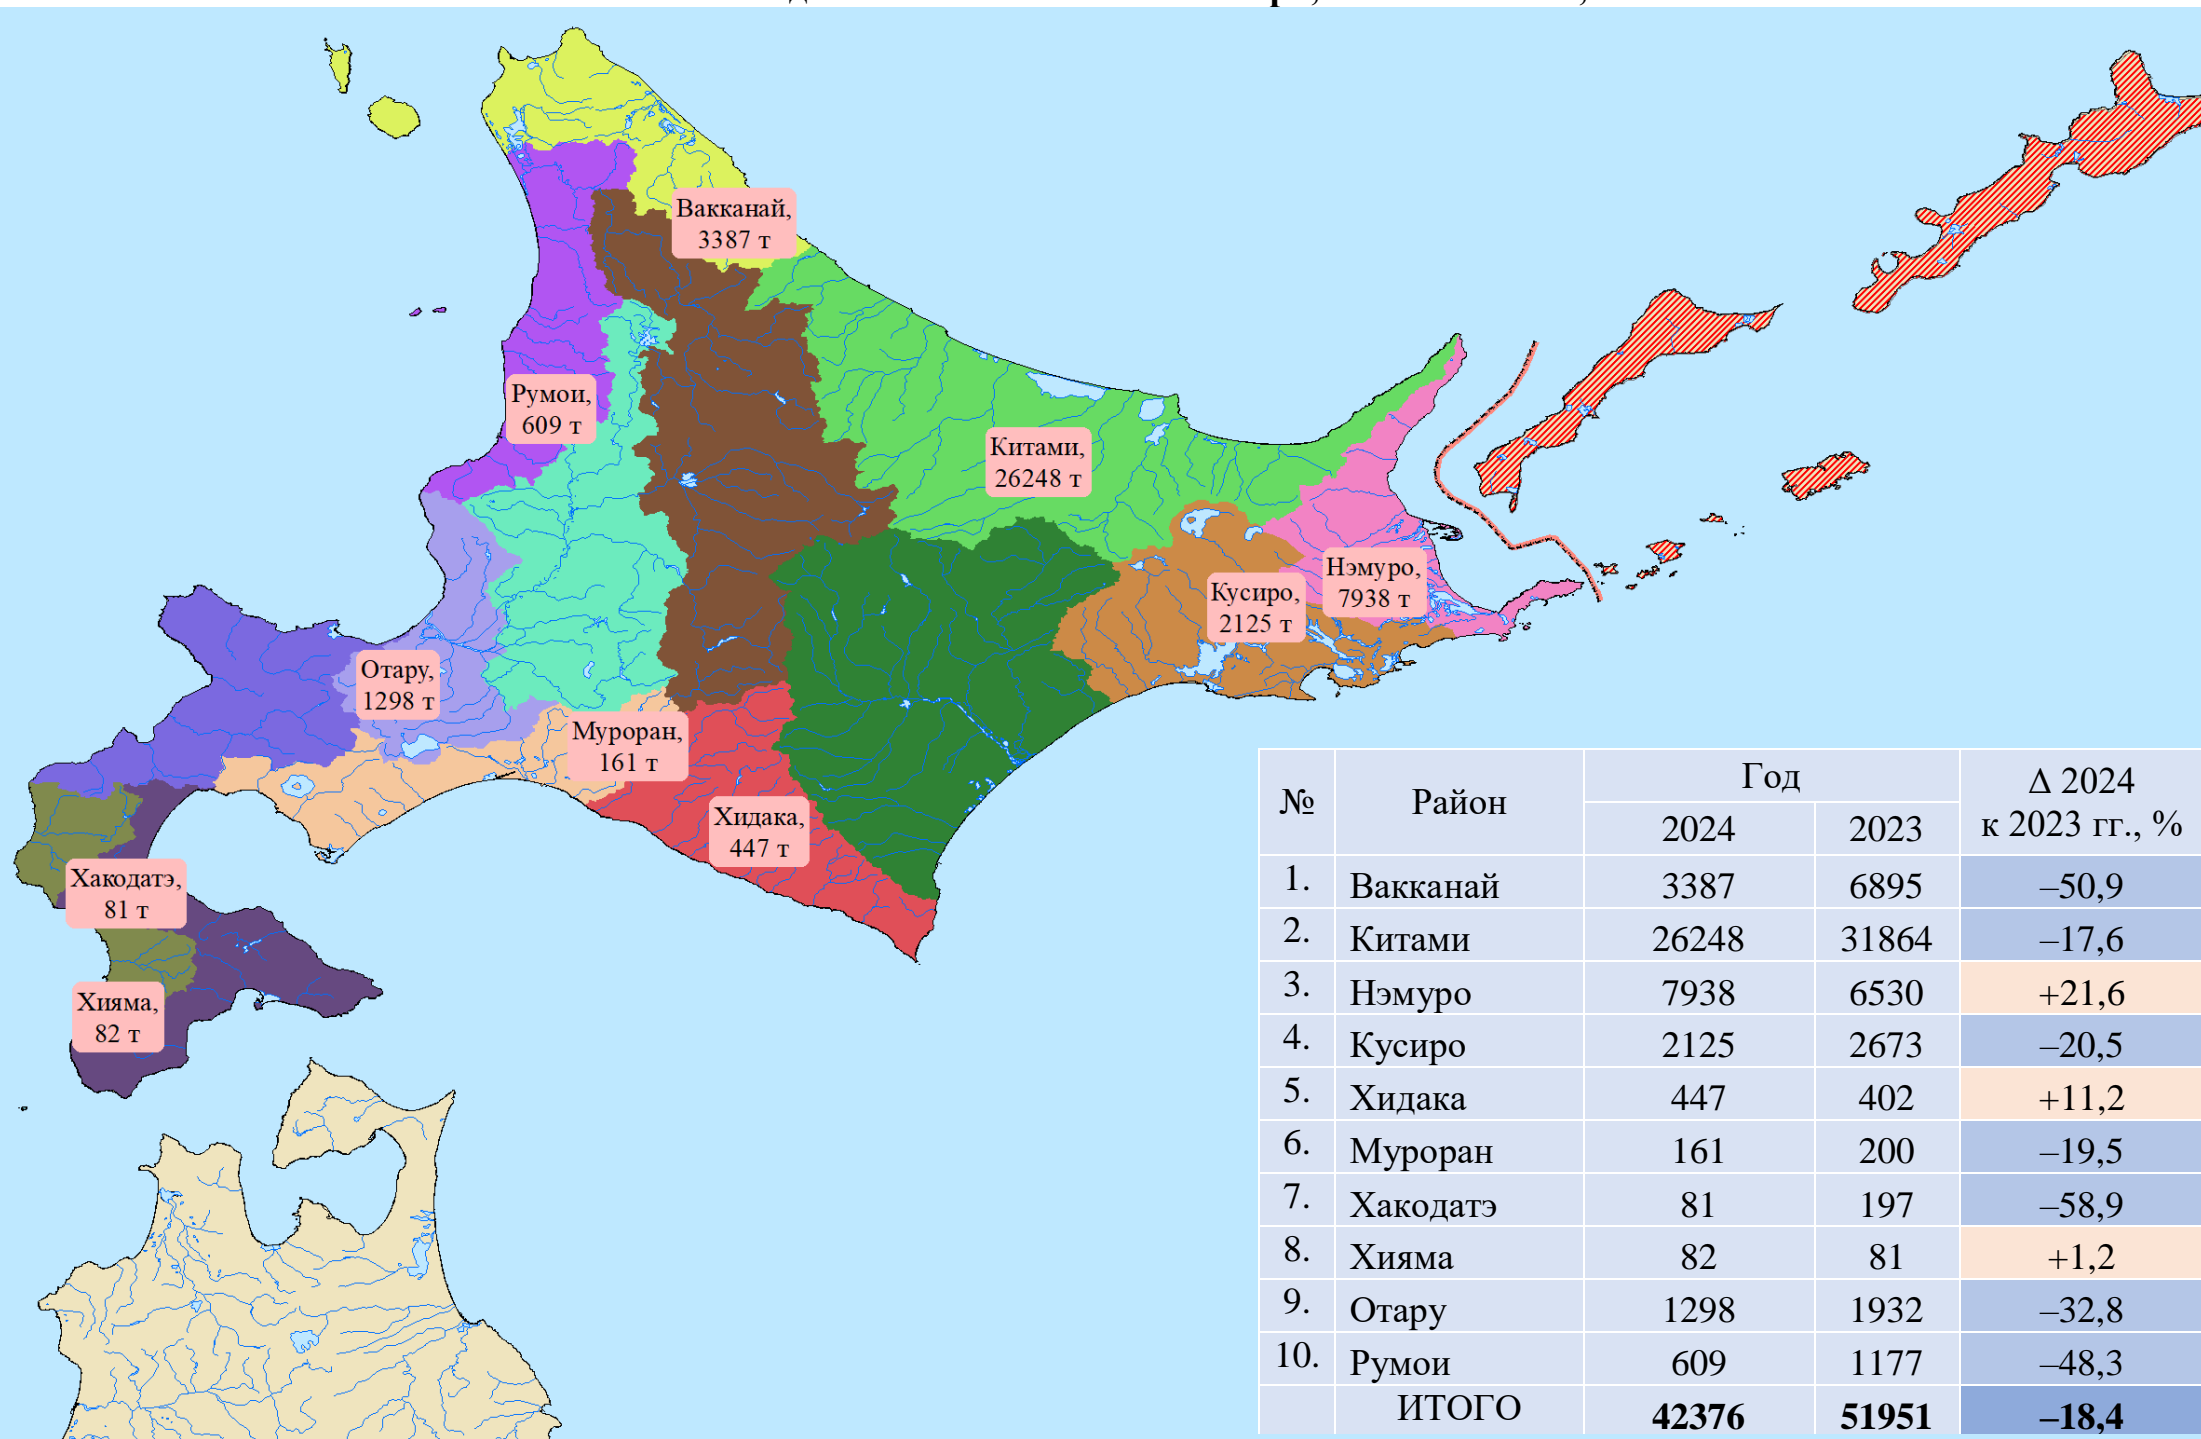 Вакканай,
3387 т
Румои,
609 т
Китами,
26248 т
Нэмуро,
7938 т
Кусиро,
2125 т
Отару,
1298 т
Муроран,
161 т
Хидака,
447 т
Хакодатэ,
81 т
Хияма,
82 т
№ Район Год Δ 2024
к 2023 гг., %
2024 2023
1. Вакканай 3387 6895 –50,9
2. Китами 26248 31864 –17,6
3. Нэмуро 7938 6530 +21,6
4. Кусиро 2125 2673 –20,5
5. Хидака 447 402 +11,2
6. Муроран 161 200 –19,5
7. Хакодатэ 81 197 –58,9
8. Хияма 82 81 +1,2
9. Отару 1298 1932 –32,8
10. Румои 609 1177 –48,3
ИТОГО 42376 51951 –18,4